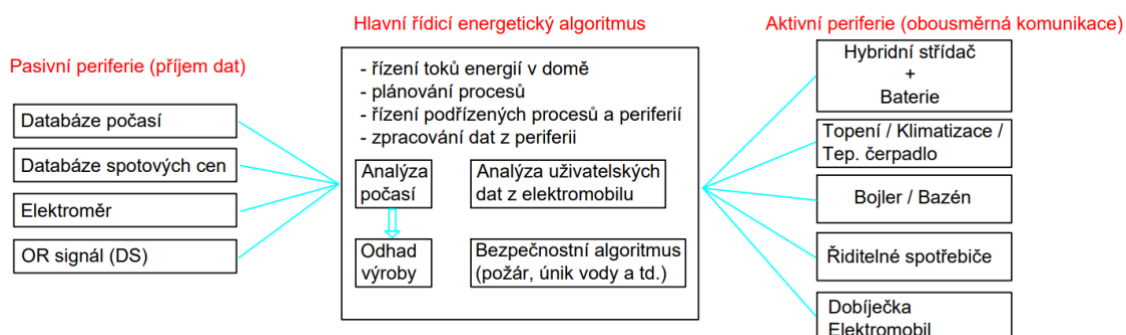 Hlavní řídicí energetický algoritmus
Aktivní periferie (obousměrná komunikace)
Pasivní periferie (příjem dat)
Databáze počasí
Databáze spotových cen
Elektroměr
OR signál (DS)
- řízení toků energií v domě
- plánování procesů
- řízení podřízených procesů a periferií
- zpracování dat z periferii
Analýza
počasí
Analýza uživatelských
dat z elektromobilu
Odhad
výroby
Bezpečnostní algoritmus
(požár, únik vody a td.)
Hybridní střídač
+
Baterie
Topení / Klimatizace /
Tep. čerpadlo
Bojler / Bazén
Řiditelné spotřebiče
Dobíječka
Elektromobil